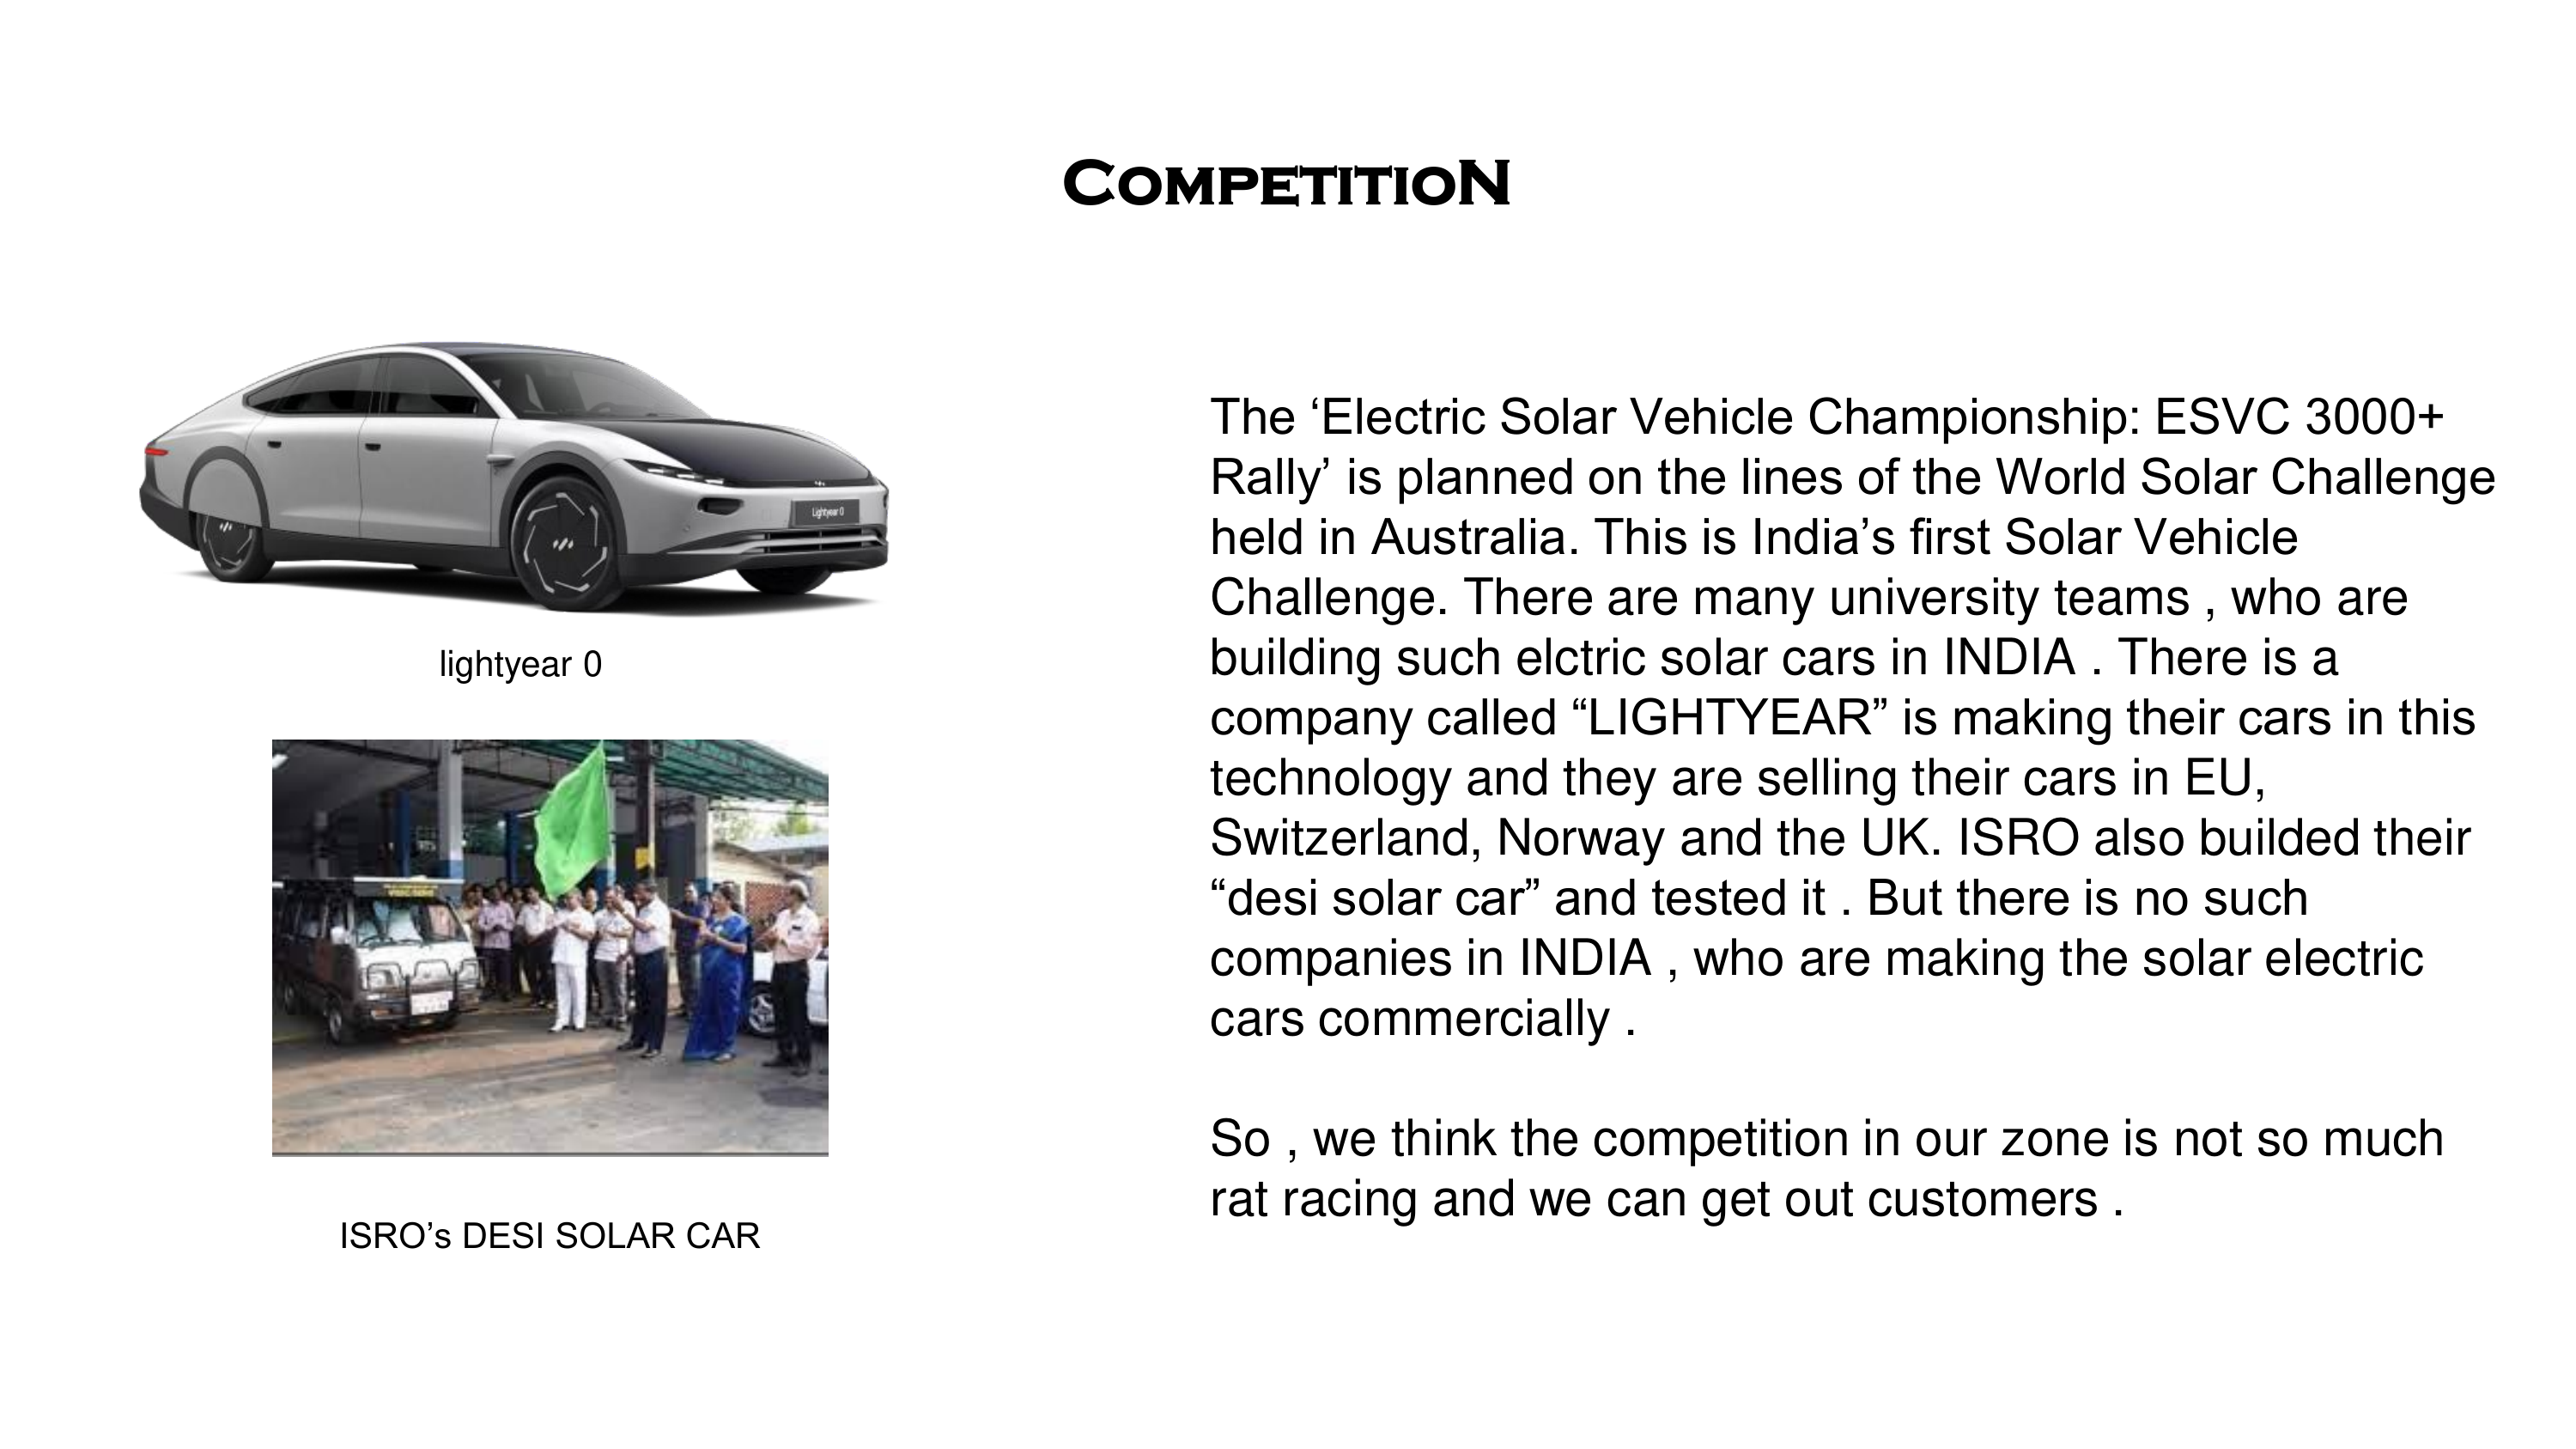 COMPETITION
Lightyear 0
lightyear 0
ISRO’s DESI SOLAR CAR
The ‘Electric Solar Vehicle Championship: ESVC 3000+
Rally’ is planned on the lines of the World Solar Challenge
held in Australia. This is India’s first Solar Vehicle
Challenge. There are many university teams , who are
building such elctric solar cars in INDIA . There is a
company called “LIGHTYEAR” is making their cars in this
technology and they are selling their cars in EU,
Switzerland, Norway and the UK. ISRO also builded their
“desi solar car” and tested it . But there is no such
companies in INDIA , who are making the solar electric
cars commercially .
So , we think the competition in our zone is not so much
rat racing and we can get out customers .